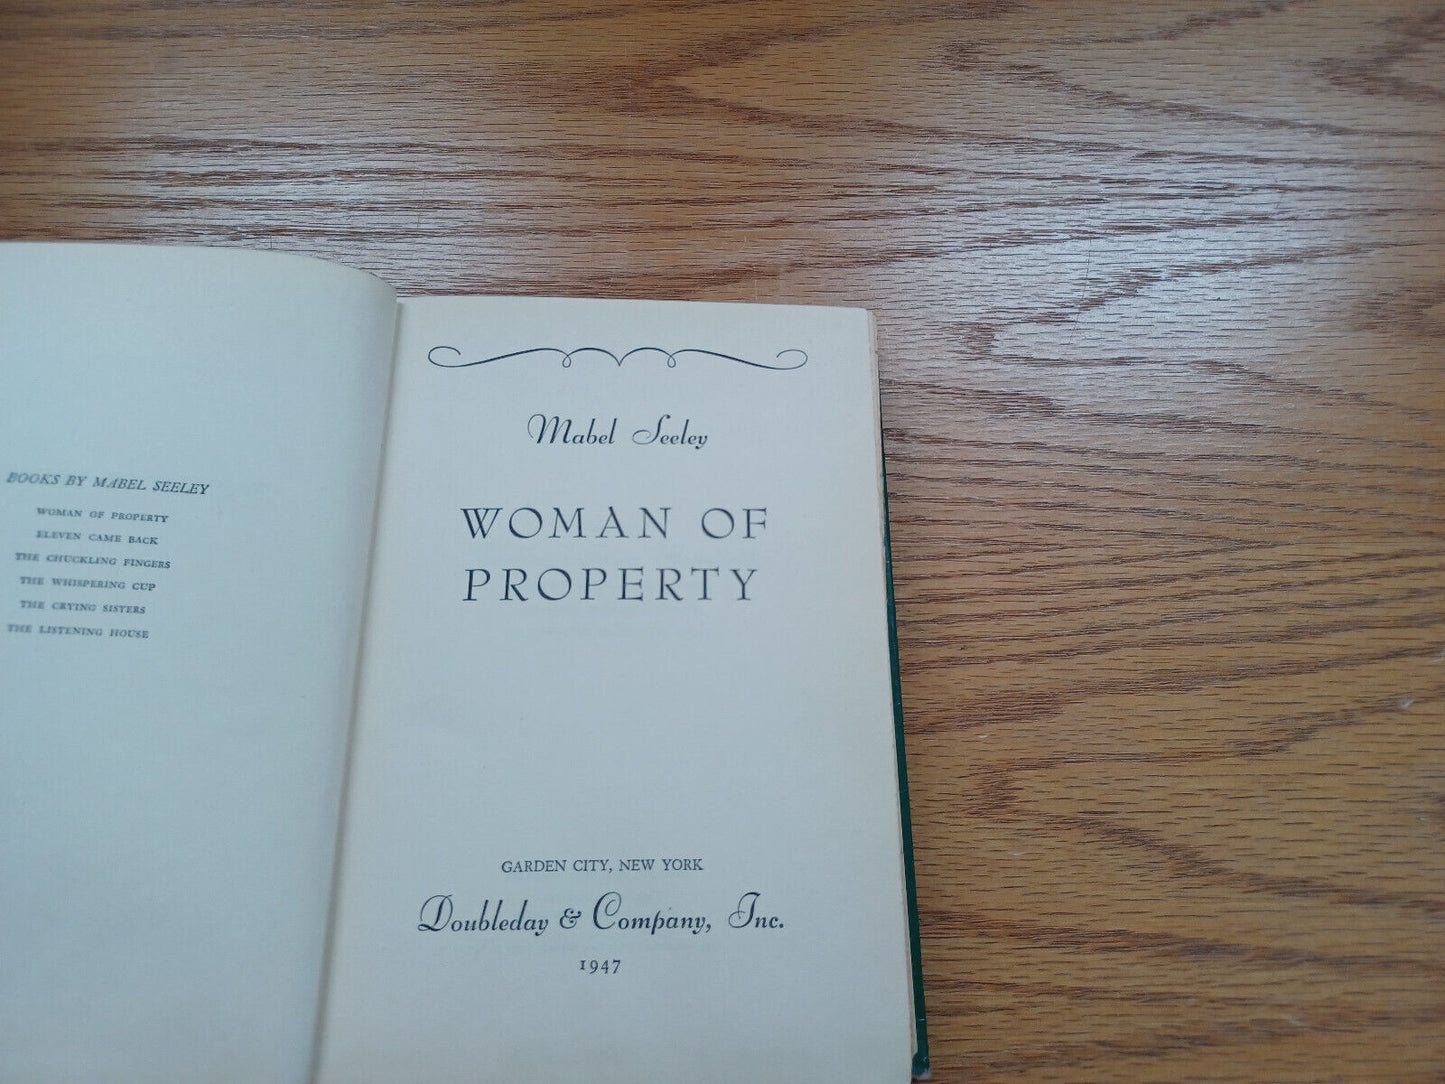 BOOKS BY MABEL SEELEY
WOMAN OF PROPERTY
ELEVEN CAME BACK
THE CHUCKLING FINGERS
THE WHISPERING CUP
THE CRYING SISTERS
THE LISTENING HOUSE
Mabel Seeley
WOMAN OF
PROPERTY
GARDEN CITY, NEW YORK
Doubleday & Company, Inc.
1947